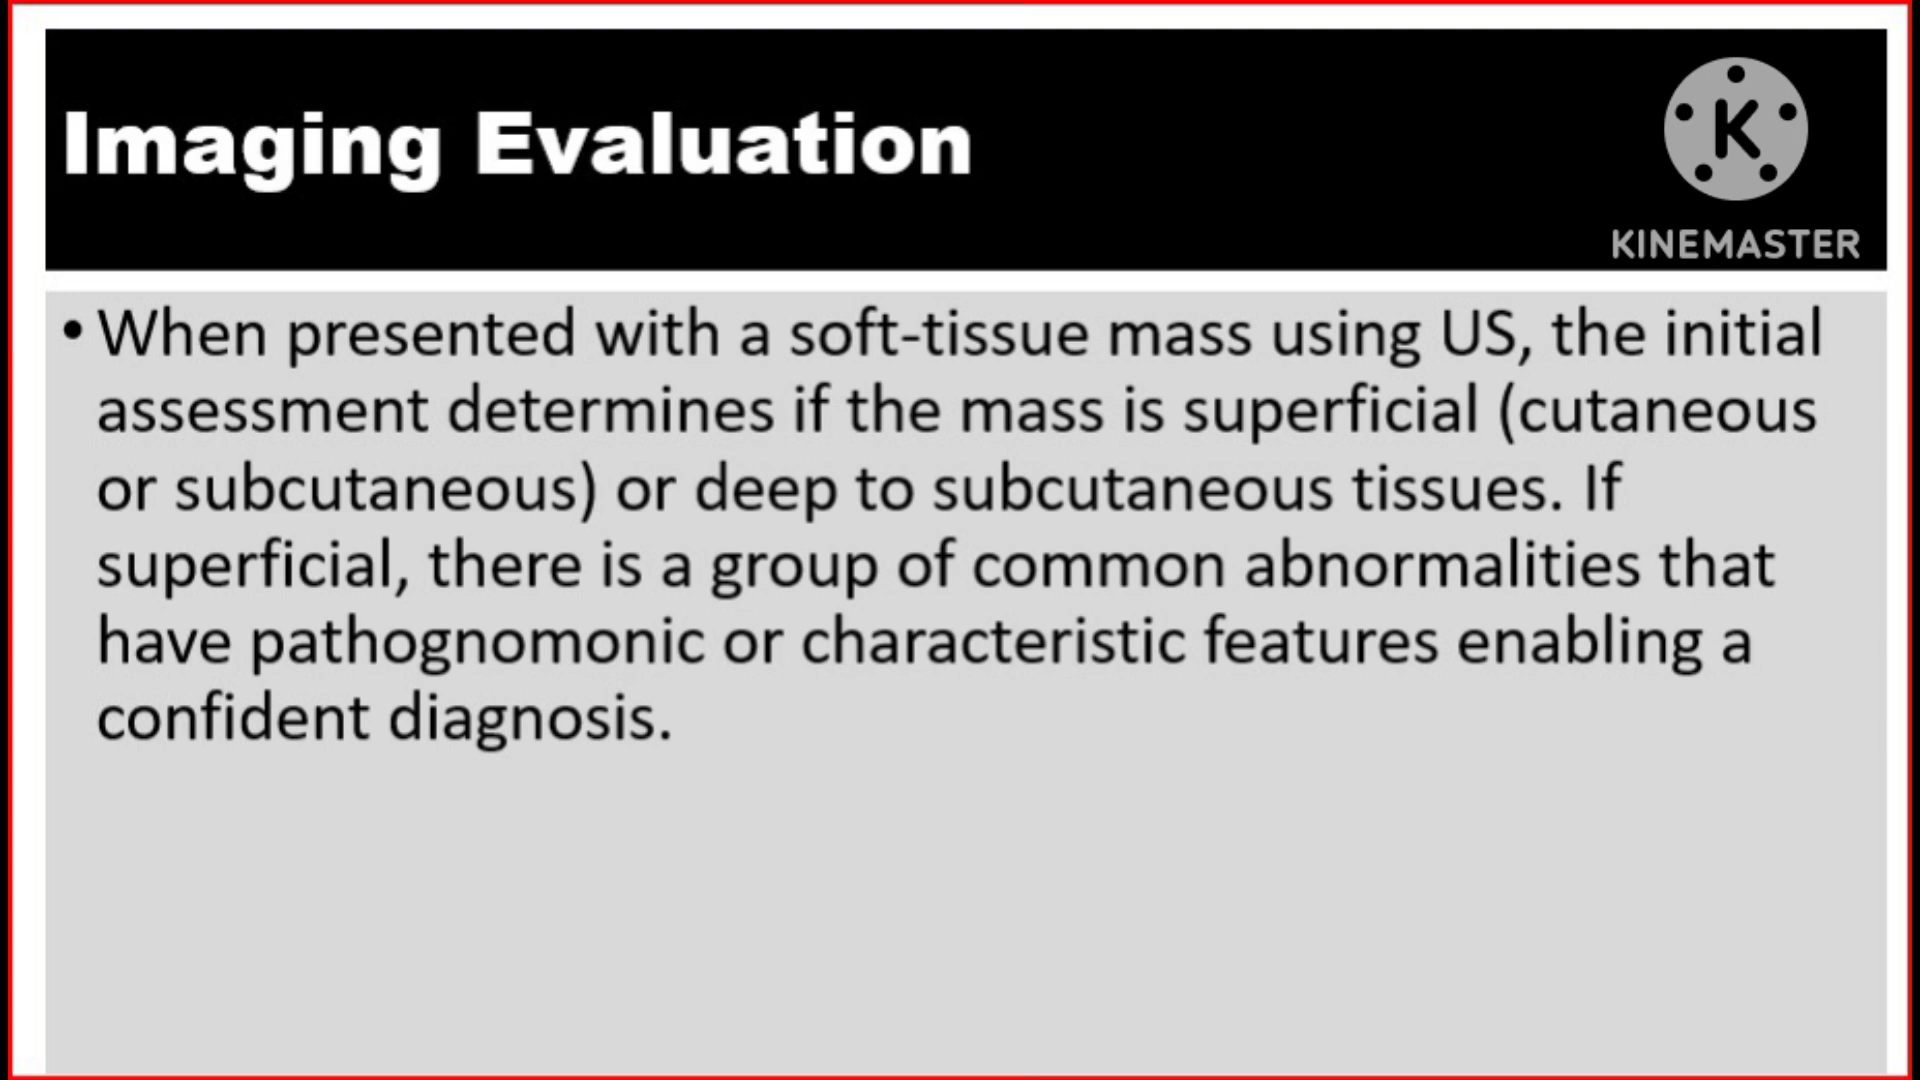 Imaging Evaluation
K
KINEMASTER
• When presented with a soft-tissue mass using US, the initial
assessment determines if the mass is superficial (cutaneous
or subcutaneous) or deep to subcutaneous tissues. If
superficial, there is a group of common abnormalities that
have pathognomonic or characteristic features enabling a
confident diagnosis.